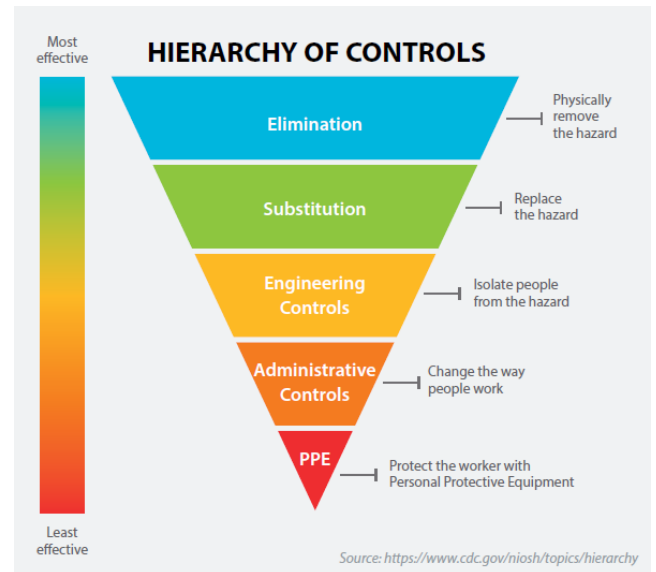 Most
effective
HIERARCHY OF CONTROLS
Elimination
Physically
remove
the hazard
Substitution
Replace
the hazard
Engineering
Controls
Isolate people
from the hazard
Administrative
Controls
Change the way
people work
PPE
Protect the worker with
Personal Protective Equipment
Least
effective
Source: https://www.cdc.gov/niosh/topics/hierarchy